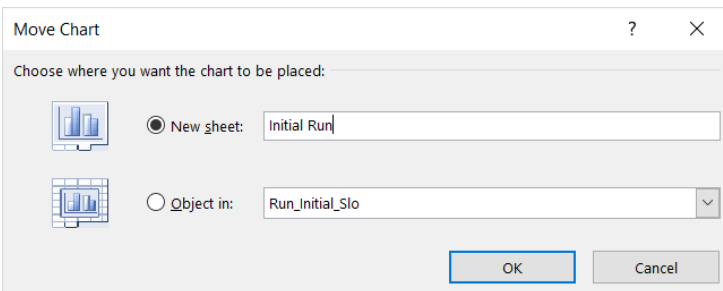 Move Chart ? ×
Choose where you want the chart to be placed:
New sheet: Initial Run
Object in: Run_Initial_Slo
OK Cancel